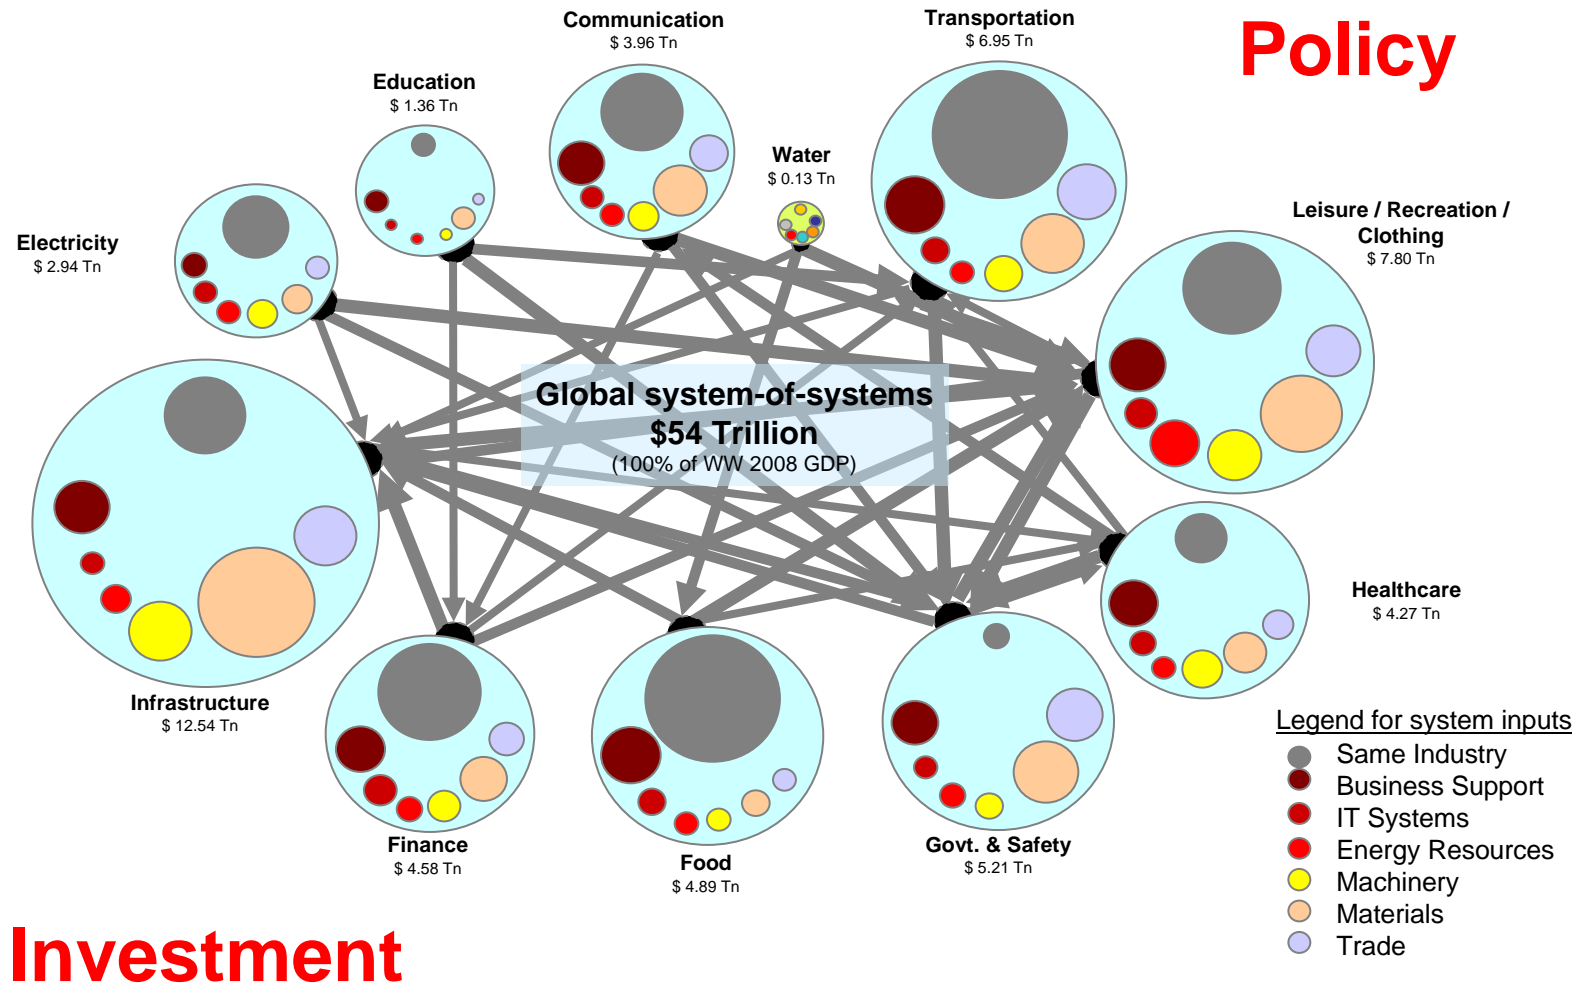 Policy
Communication
$ 3.96 Tn
Transportation
$ 6.95 Tn
Education
$ 1.36 Tn
Water
$ 0.13 Tn
Leisure / Recreation /
Clothing
$ 7.80 Tn
Electricity
$ 2.94 Tn
Global system-of-systems
$54 Trillion
(100% of WW 2008 GDP)
Healthcare
$ 4.27 Tn
Infrastructure
$ 12.54 Tn
Finance
$ 4.58 Tn
Food
$ 4.89 Tn
Govt. & Safety
$ 5.21 Tn
Legend for system inputs
Same Industry
Business Support
IT Systems
Energy Resources
Machinery
Materials
Trade
Investment